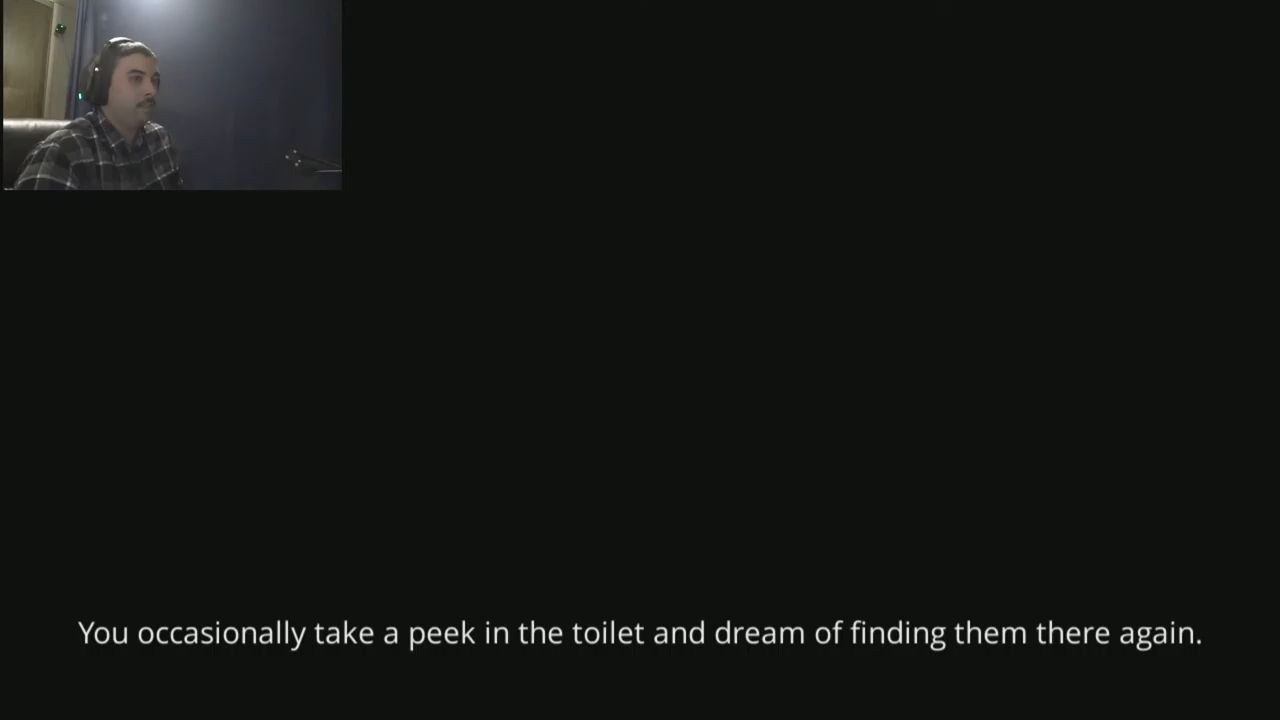 You occasionally take a peek in the toilet and dream of finding them there again.